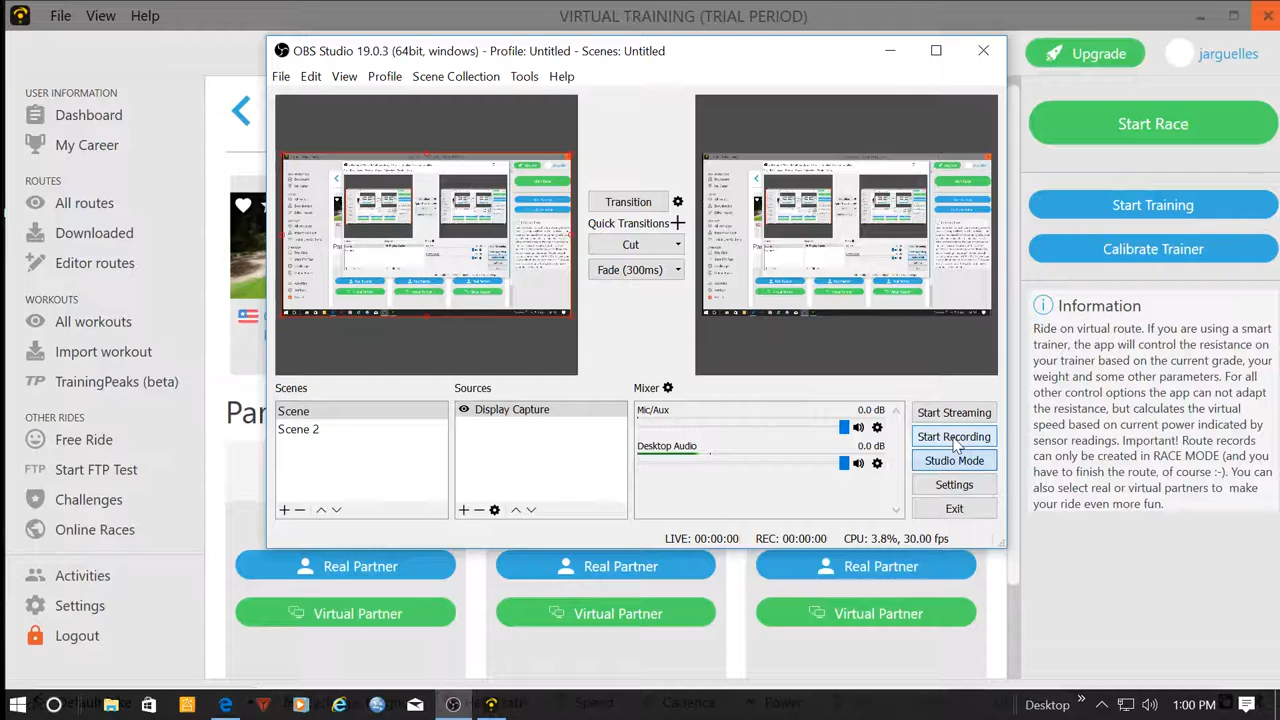 File View Help
VIRTUAL TRAINING (TRIAL PERIOD)
USER INFORMATION
Dashboard
My Career
ROUTES
All routes
Downloaded
Editor routes
WORKOUTS
All workouts
Import workout
TP TrainingPeaks (beta)
OTHER RIDES
Free Ride
FTP Start FTP Test
Challenges
Online Races
Activities
Settings
Logout
OBS Studio 19.0.3 (64bit, windows) - Profile: Untitled - Scenes: Untitled
File Edit View Profile Scene Collection Tools Help
Transition
Quick Transitions
Cut
Fade (300ms)
Scenes
Scene
Scene 2
Sources
Display Capture
Mixer
Mic/Aux 0.0 dB
Desktop Audio 0.0 dB
Start Streaming
Start Recording
Studio Mode
Settings
Exit
LIVE: 00:00:00 REC: 00:00:00 CPU: 3.8%, 30.00 fps
Par
Real Partner Real Partner Real Partner
Virtual Partner Virtual Partner Virtual Partner
Upgrade
jarguelles
Start Race
Start Training
Calibrate Trainer
Information
Ride on virtual route. If you are using a smart
trainer, the app will control the resistance on
your trainer based on the current grade, your
weight and some other parameters. For all
other control options the app can not adapt
the resistance, but calculates the virtual
speed based on current power indicated by
sensor readings. Important! Route records
can only be created in RACE MODE (and you
have to finish the route, of course :-). You can
also select real or virtual partners to make
your ride even more fun.
Speed Cadence Power
Desktop
1:00 PM